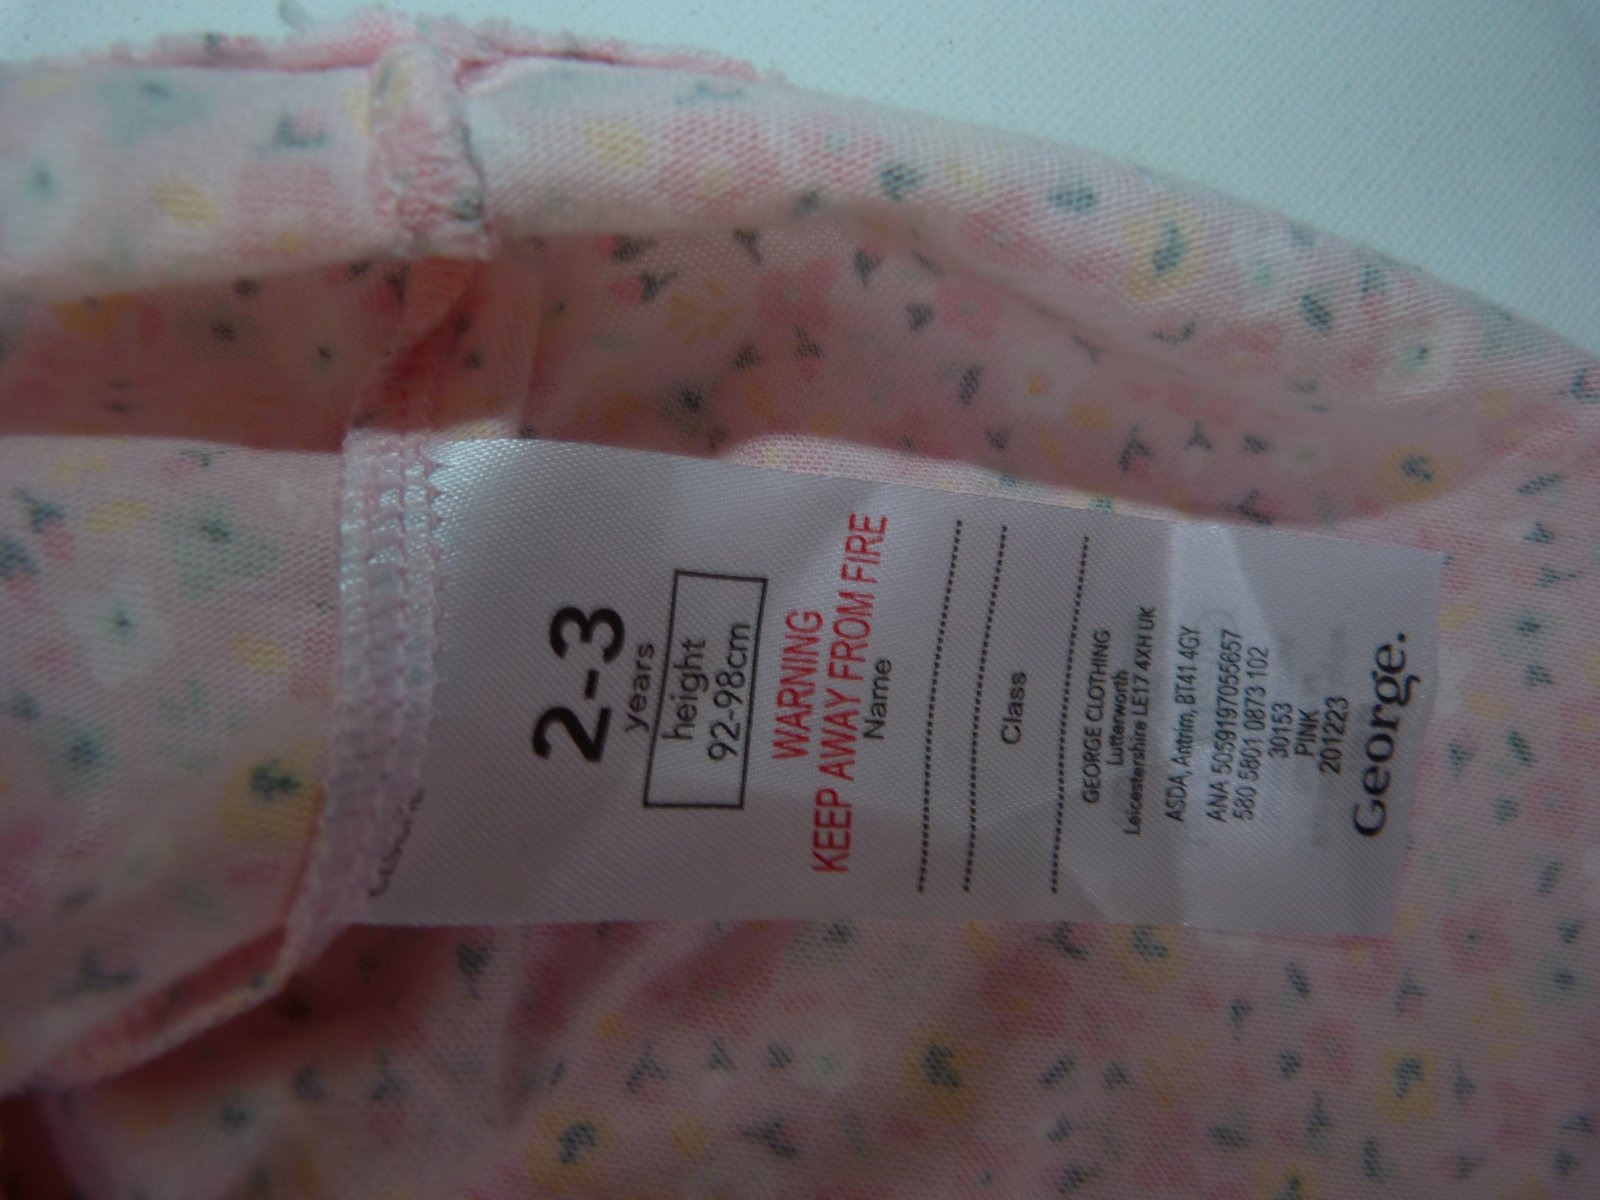 2-3
years
height
92-98cm
WARNING
KEEP AWAY FROM FIRE
Name
Class
GEORGE CLOTHING
Lutterworth
Leicestershire LE17 4XH UK
ASDA, Antrim, BT41 4GY
ANA 5059197055657
580 5801 0873 102
30153
PINK
201223
George.